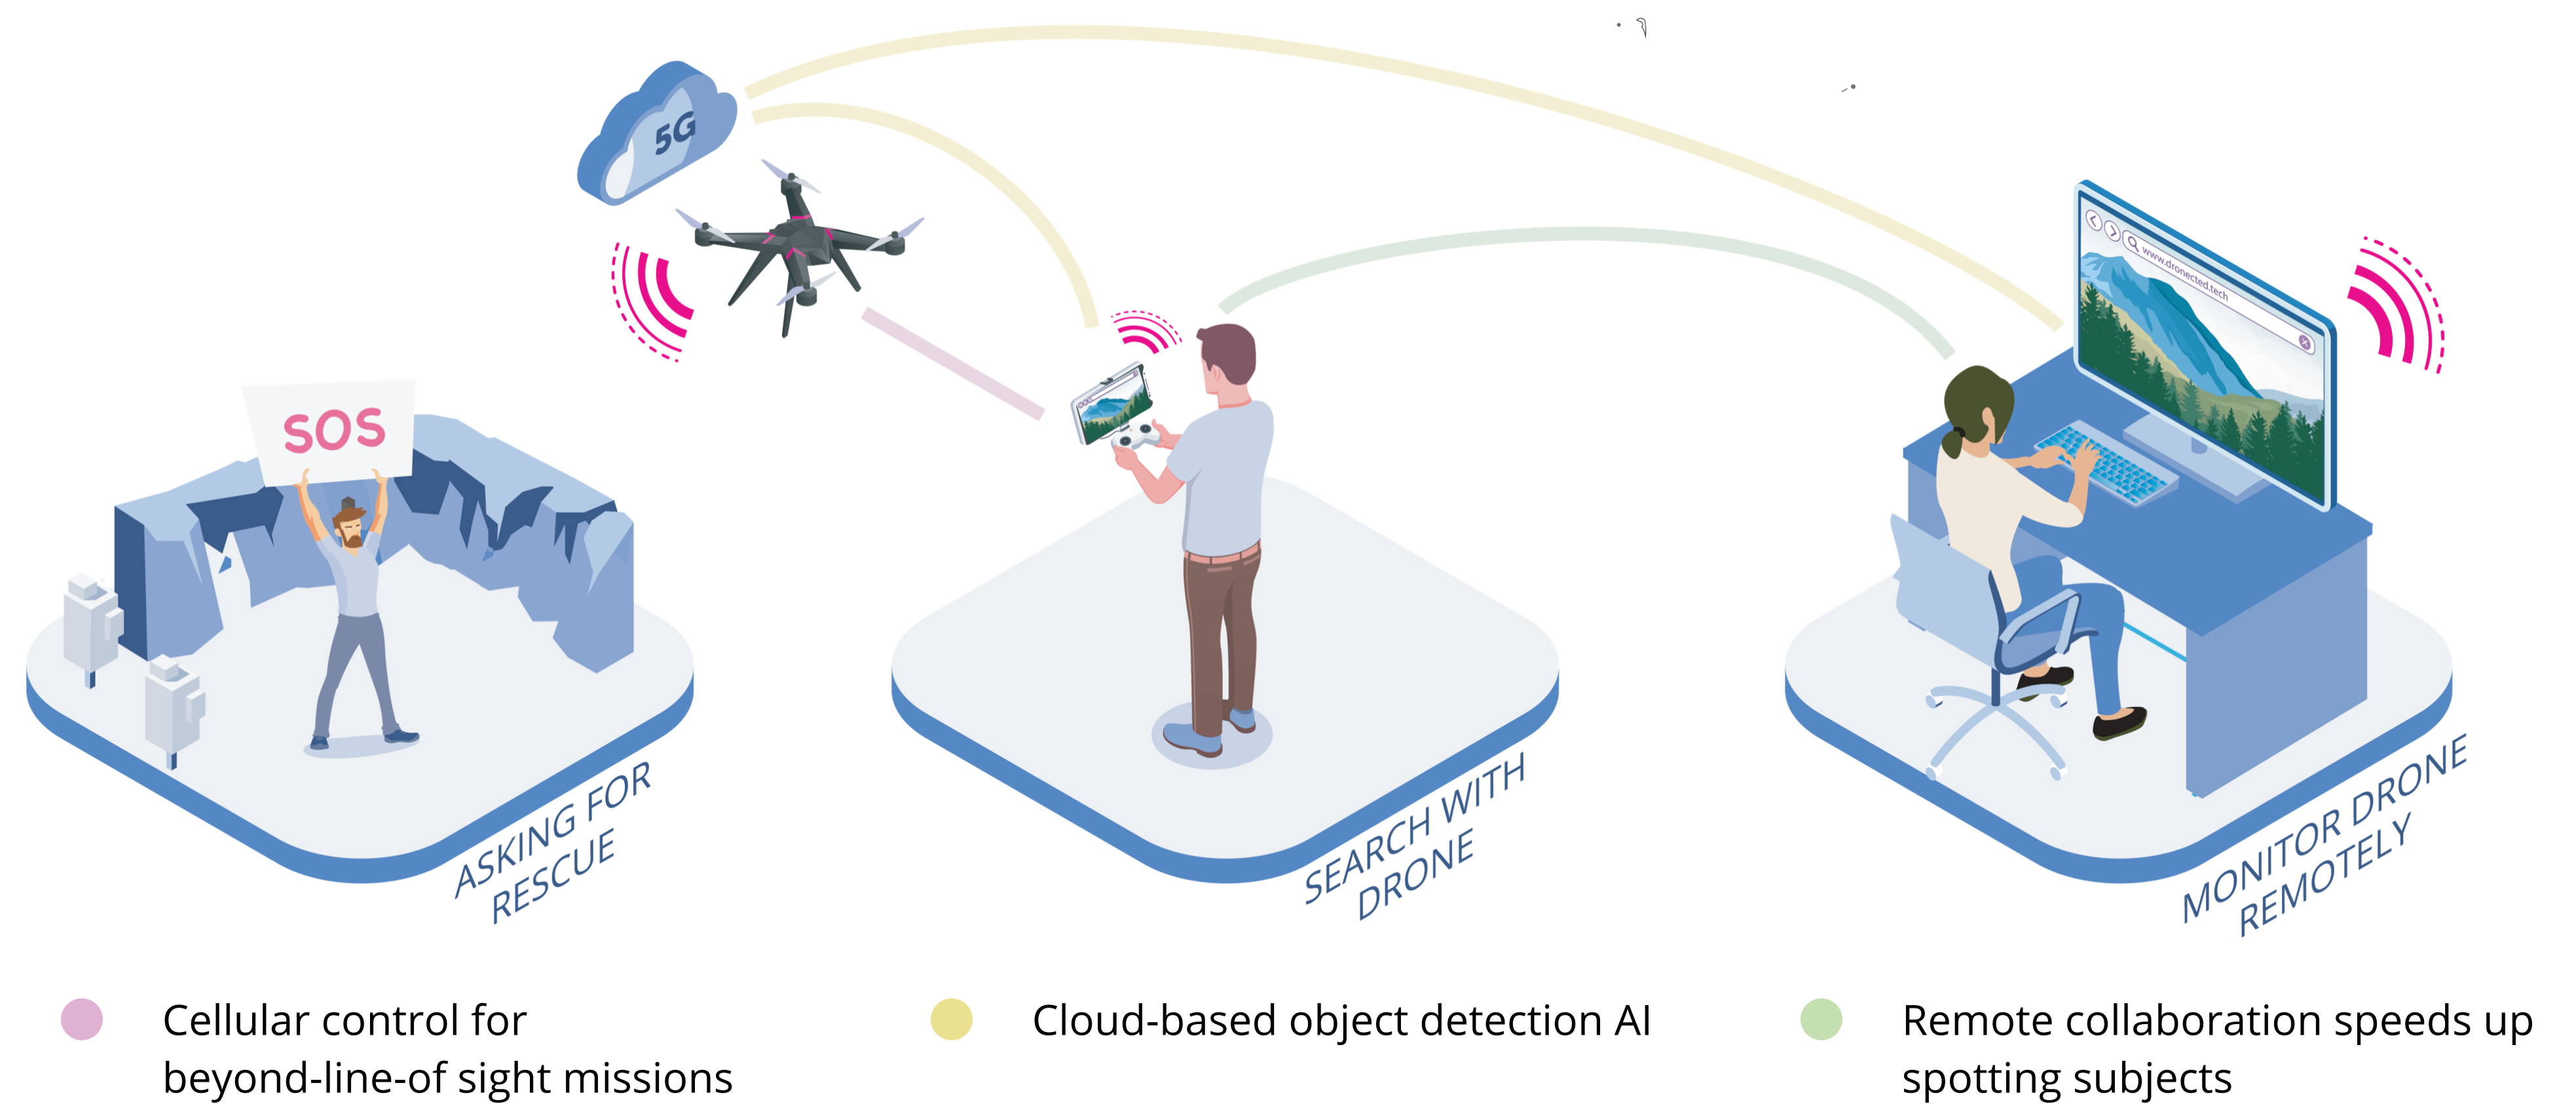 5G
www.dronected.tech
SOS
ASKING FOR
RESCUE
SEARCH WITH
DRONE
MONITOR DRONE
REMOTELY
Cellular control for
beyond-line-of sight missions
Cloud-based object detection AI
Remote collaboration speeds up
spotting subjects